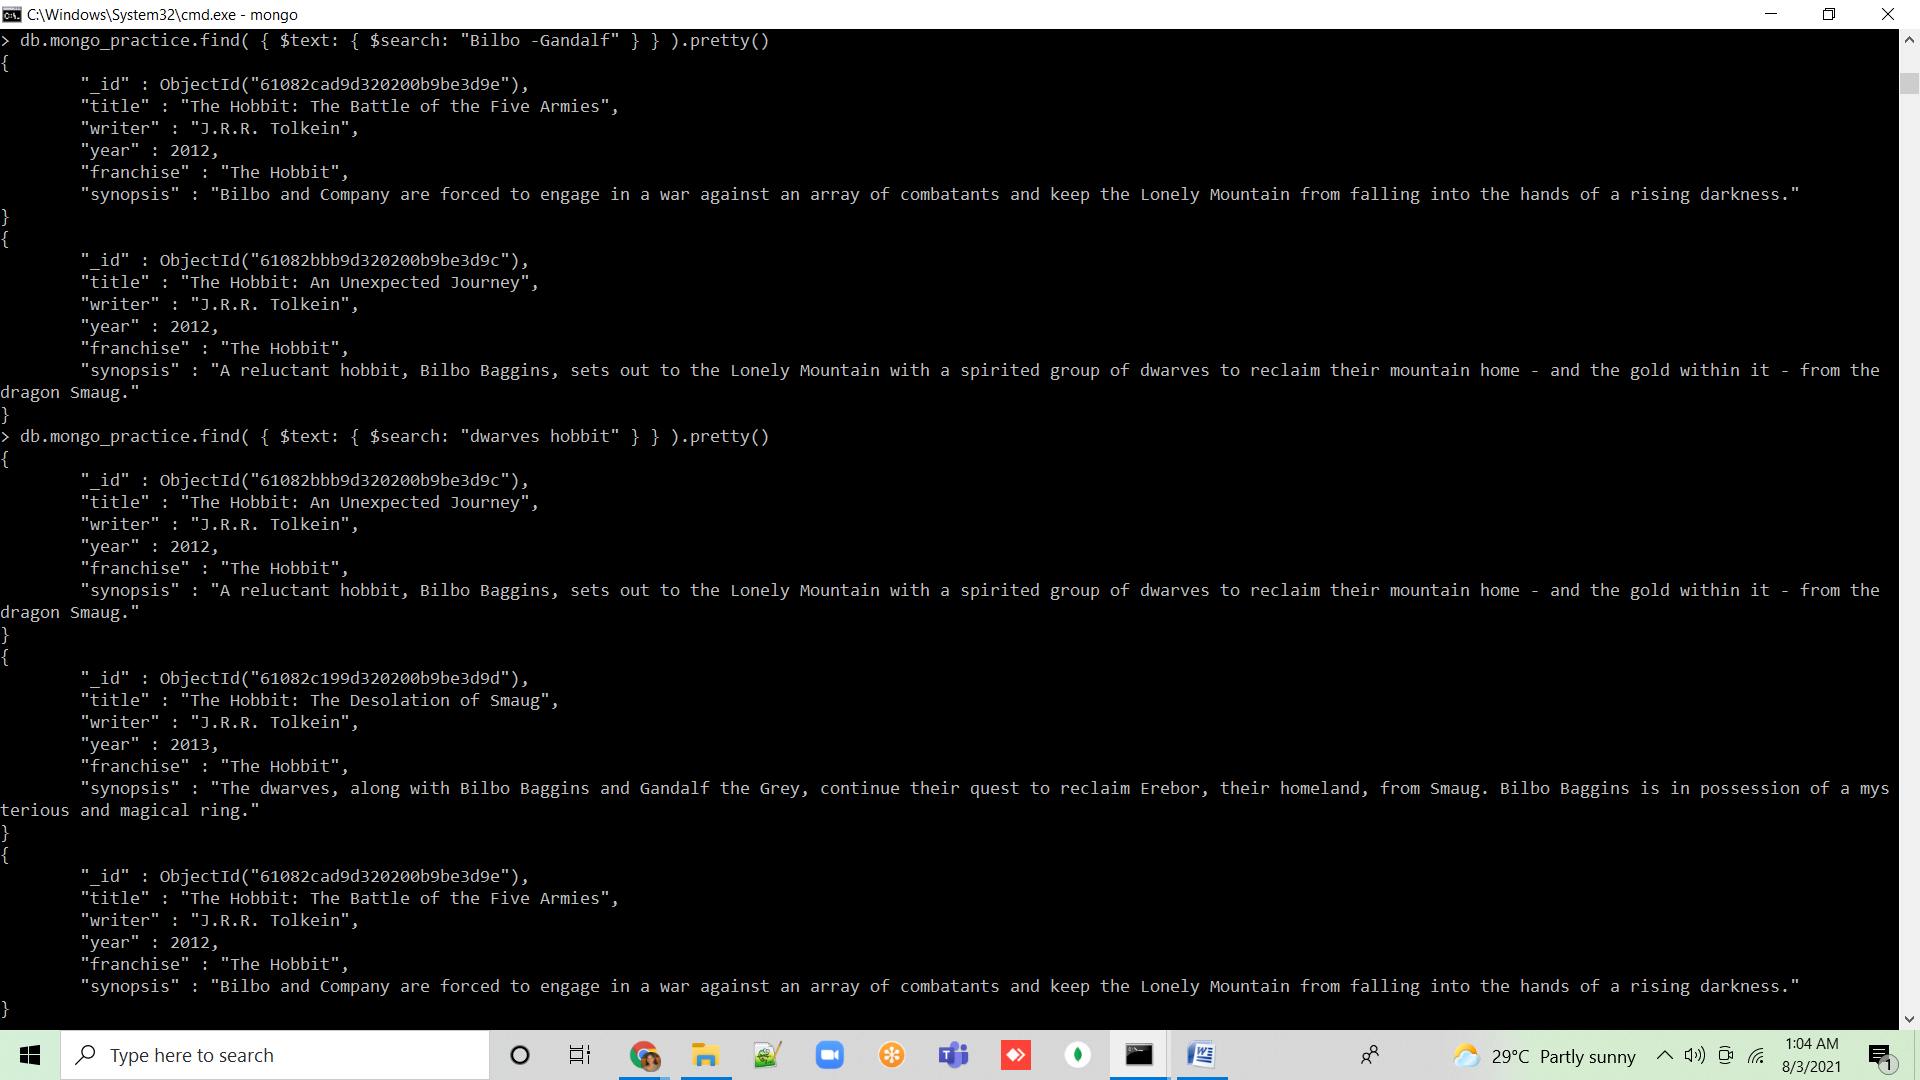 C:\Windows\System32\cmd.exe - mongo
> db.mongo_practice.find( { $text: { $search: "Bilbo -Gandalf" } } ).pretty()
{
        "_id" : ObjectId("61082cad9d320200b9be3d9e"),
        "title" : "The Hobbit: The Battle of the Five Armies",
        "writer" : "J.R.R. Tolkein",
        "year" : 2012,
        "franchise" : "The Hobbit",
        "synopsis" : "Bilbo and Company are forced to engage in a war against an array of combatants and keep the Lonely Mountain from falling into the hands of a rising darkness."
}
{
        "_id" : ObjectId("61082bbb9d320200b9be3d9c"),
        "title" : "The Hobbit: An Unexpected Journey",
        "writer" : "J.R.R. Tolkein",
        "year" : 2012,
        "franchise" : "The Hobbit",
        "synopsis" : "A reluctant hobbit, Bilbo Baggins, sets out to the Lonely Mountain with a spirited group of dwarves to reclaim their mountain home - and the gold within it - from the
dragon Smaug."
}
> db.mongo_practice.find( { $text: { $search: "dwarves hobbit" } } ).pretty()
{
        "_id" : ObjectId("61082bbb9d320200b9be3d9c"),
        "title" : "The Hobbit: An Unexpected Journey",
        "writer" : "J.R.R. Tolkein",
        "year" : 2012,
        "franchise" : "The Hobbit",
        "synopsis" : "A reluctant hobbit, Bilbo Baggins, sets out to the Lonely Mountain with a spirited group of dwarves to reclaim their mountain home - and the gold within it - from the
dragon Smaug."
}
{
        "_id" : ObjectId("61082c199d320200b9be3d9d"),
        "title" : "The Hobbit: The Desolation of Smaug",
        "writer" : "J.R.R. Tolkein",
        "year" : 2013,
        "franchise" : "The Hobbit",
        "synopsis" : "The dwarves, along with Bilbo Baggins and Gandalf the Grey, continue their quest to reclaim Erebor, their homeland, from Smaug. Bilbo Baggins is in possession of a mys
terious and magical ring."
}
{
        "_id" : ObjectId("61082cad9d320200b9be3d9e"),
        "title" : "The Hobbit: The Battle of the Five Armies",
        "writer" : "J.R.R. Tolkein",
        "year" : 2012,
        "franchise" : "The Hobbit",
        "synopsis" : "Bilbo and Company are forced to engage in a war against an array of combatants and keep the Lonely Mountain from falling into the hands of a rising darkness."
}
Type here to search
29°C Partly sunny
1:04 AM
8/3/2021
1